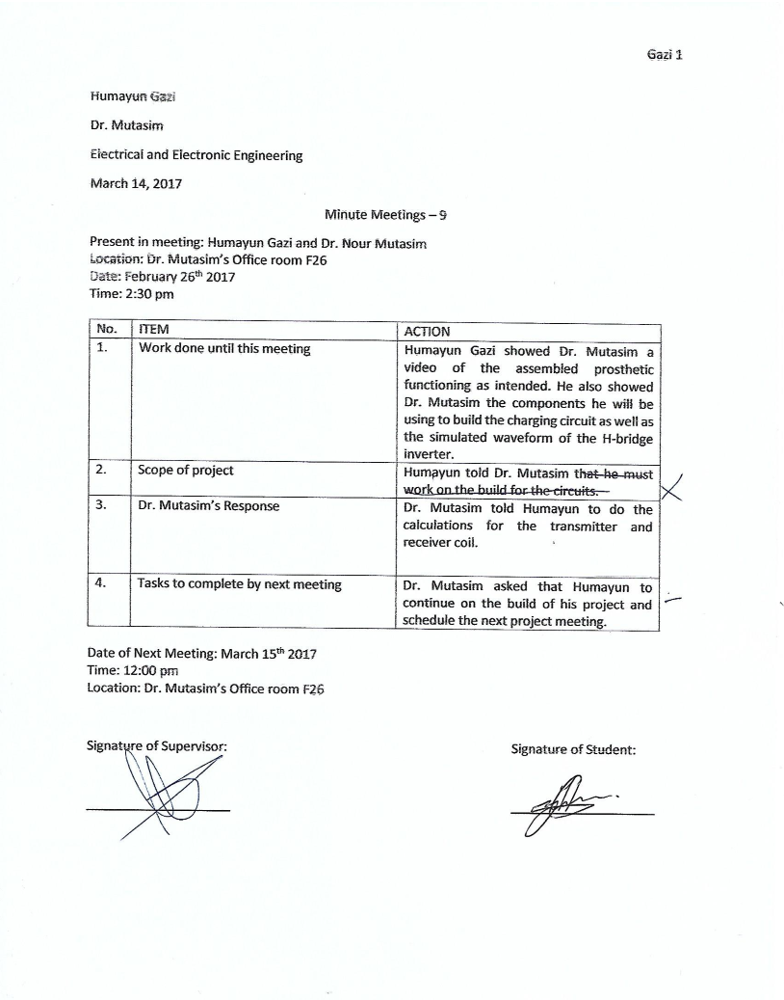 Gazi 1
Humayun Gazi
Dr. Mutasim
Electrical and Electronic Engineering
March 14, 2017
Minute Meetings – 9
Present in meeting: Humayun Gazi and Dr. Nour Mutasim
Location: Dr. Mutasim's Office room F26
Date: February 26th 2017
Time: 2:30 pm
No. ITEM ACTION
1. Work done until this meeting Humayun Gazi showed Dr. Mutasim a
video of the assembled prosthetic
functioning as intended. He also showed
Dr. Mutasim the components he will be
using to build the charging circuit as well as
the simulated waveform of the H-bridge
inverter.
2. Scope of project Humayun told Dr. Mutasim that he must
work on the build for the circuits.
3. Dr. Mutasim's Response Dr. Mutasim told Humayun to do the
calculations for the transmitter and
receiver coil.
4. Tasks to complete by next meeting Dr. Mutasim asked that Humayun to
continue on the build of his project and
schedule the next project meeting.
Date of Next Meeting: March 15th 2017
Time: 12:00 pm
Location: Dr. Mutasim's Office room F26
Signature of Supervisor: Signature of Student: